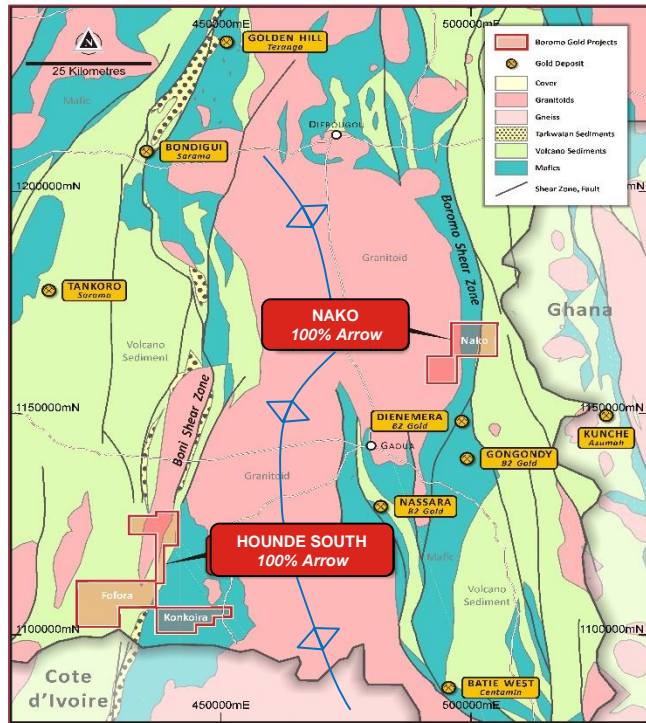 450000mE
500000mE
GOLDEN HILL
Teranga
25 Kilometres
Boromo Gold Projects
Gold Deposit
Cover
Granitoids
Gneiss
Tarkwaian Sediments
Volcano Sediments
Mafics
Shear Zone, Fault
Mafic
DIEBOUGOU
BONDIGUI
Sarama
1200000mN
1200000mN
Boromo Shear Zone
Granitoid
TANKORO
Sarama
Ghana
NAKO
100% Arrow
Nako
Volcano
Sediment
Boni Shear Zone
1150000mN
1150000mN
DIENEMERA
B2 Gold
KUNCHE
Azumah
GAOUA
GONGONDY
B2 Gold
Granitoid
NASSARA
B2 Gold
HOUNDE SOUTH
100% Arrow
Mafic
Fofora
Volcano
Sediment
Konkoira
1100000mN
1100000mN
Cote
d'Ivoire
BATIE WEST
Centamin
450000mE
500000mE